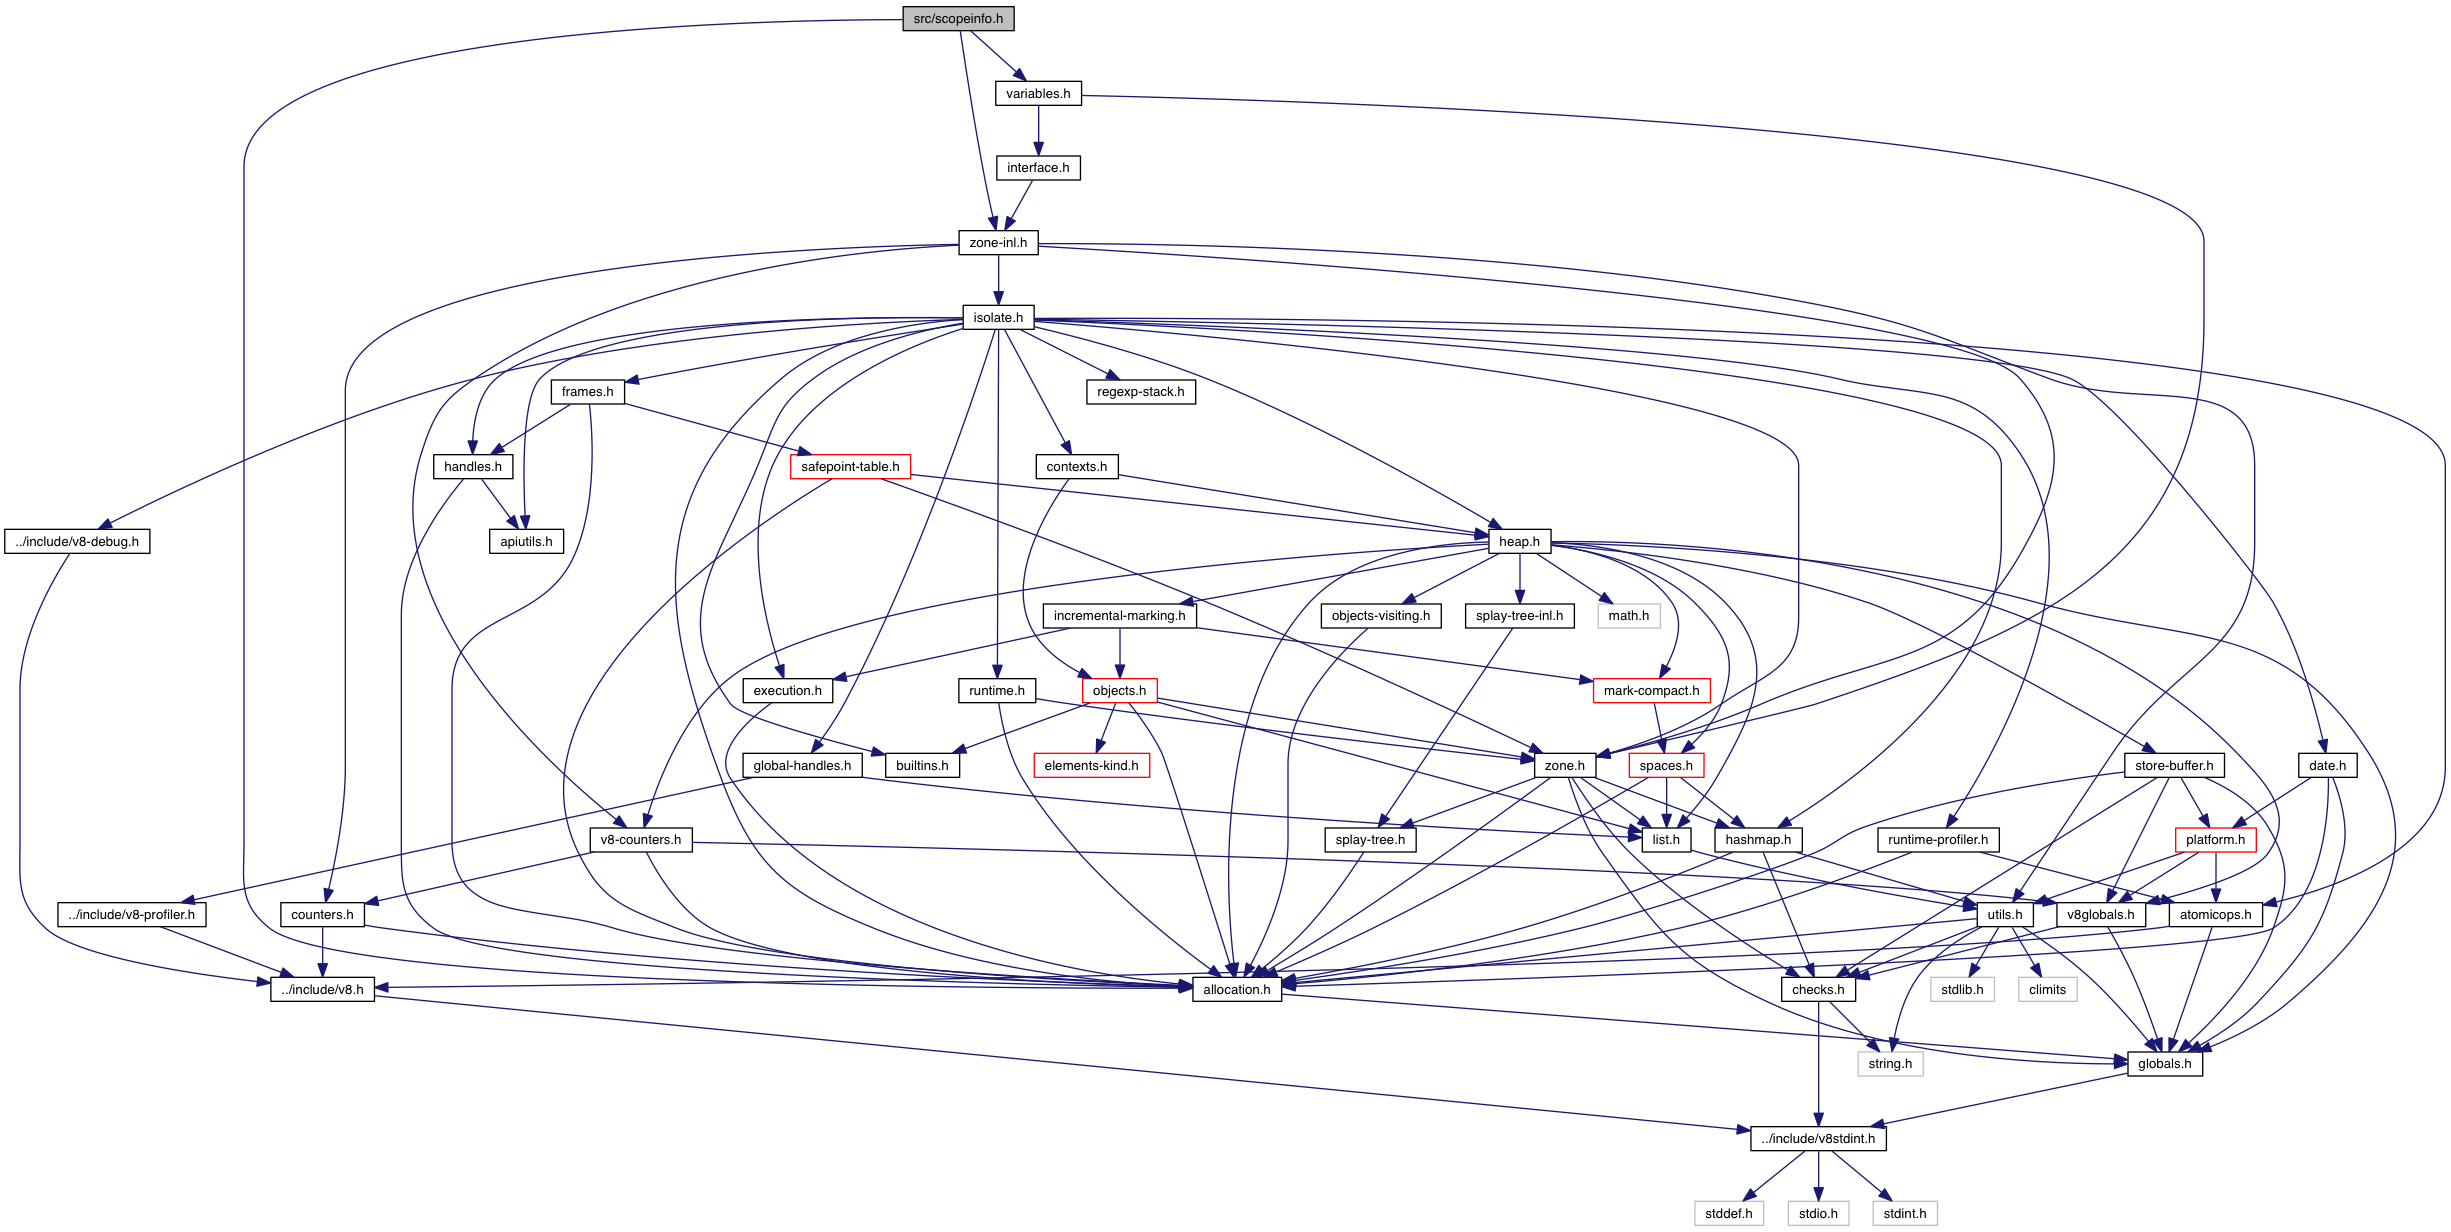 src/scopeinfo.h
variables.h
interface.h
zone-inl.h
isolate.h
frames.h
regexp-stack.h
handles.h
safepoint-table.h
contexts.h
../include/v8-debug.h
apiutils.h
heap.h
incremental-marking.h
objects-visiting.h
splay-tree-inl.h
math.h
execution.h
runtime.h
objects.h
mark-compact.h
global-handles.h
builtins.h
elements-kind.h
zone.h
spaces.h
store-buffer.h
date.h
v8-counters.h
splay-tree.h
list.h
hashmap.h
runtime-profiler.h
platform.h
../include/v8-profiler.h
counters.h
utils.h
v8globals.h
atomicops.h
../include/v8.h
allocation.h
checks.h
stdlib.h
climits
string.h
globals.h
../include/v8stdint.h
stddef.h
stdio.h
stdint.h